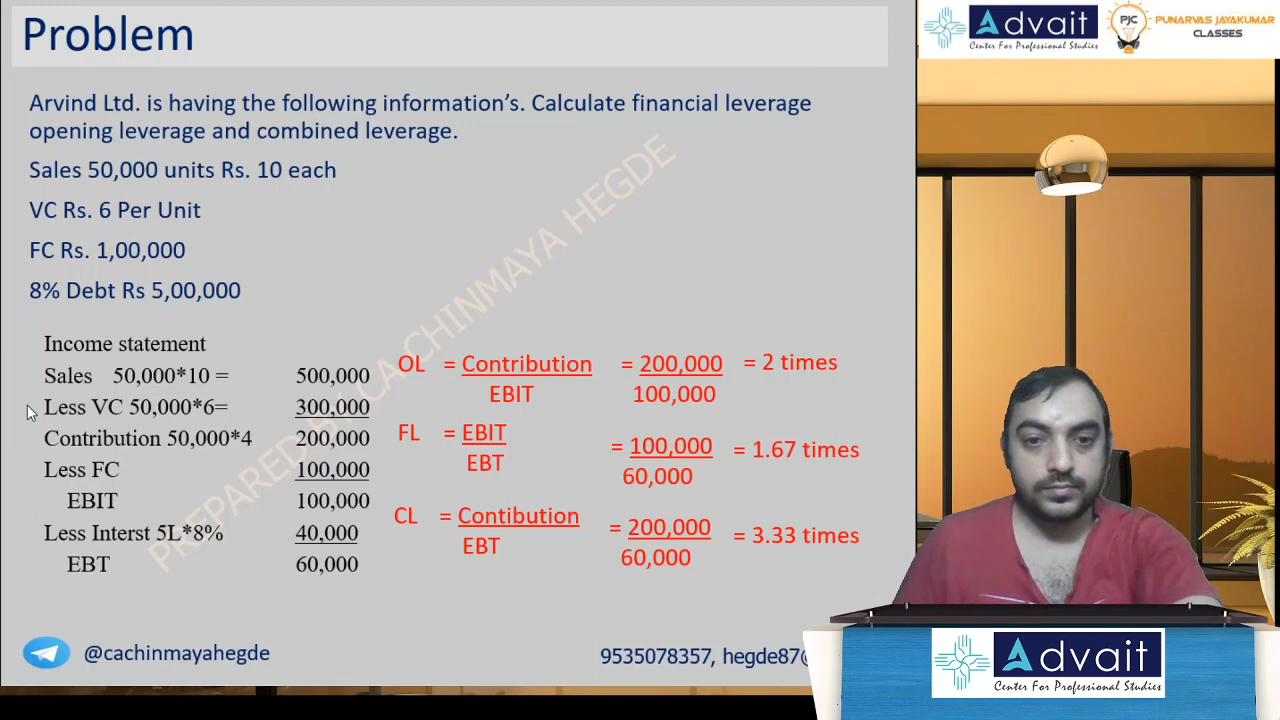 Problem
Advait
Center For Professional Studies
PJC
PUNARVAS JAYAKUMAR
CLASSES
Arvind Ltd. is having the following information's. Calculate financial leverage
opening leverage and combined leverage.
Sales 50,000 units Rs. 10 each
VC Rs. 6 Per Unit
FC Rs. 1,00,000
8% Debt Rs 5,00,000
PREPARED BY CA CHINMAYA HEGDE
Income statement
Sales 50,000*10 = 500,000
Less VC 50,000*6= 300,000
Contribution 50,000*4 200,000
Less FC 100,000
EBIT 100,000
Less Interst 5L*8% 40,000
EBT 60,000
OL = Contribution = 200,000 = 2 times
EBIT 100,000
FL = EBIT = 100,000 = 1.67 times
EBT 60,000
CL = Contibution = 200,000 = 3.33 times
EBT 60,000
@cachinmayahegde
9535078357, hegde87@
Advait
Center For Professional Studies